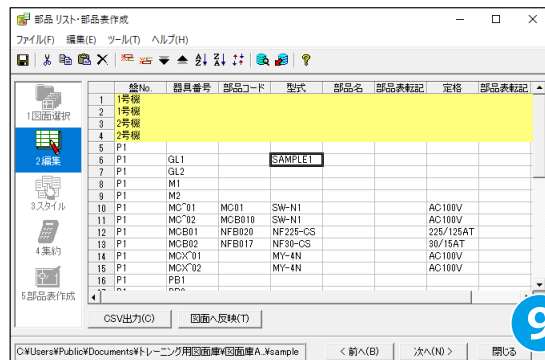 部品リスト・部品表作成
ファイル(F) 編集(E) ツール(T) ヘルプ(H)
盤No. 器具番号 部品コード 型式 部品名 部品表転記 定格 部品表転記
1 1号機
2 1号機
3 2号機
4 2号機
5 P1
6 P1 GL1 SAMPLE1
7 P1 GL2
8 P1 M1
9 P1 M2
10 P1 MC^01 MC01 SW-N1 AC100V
11 P1 MC^02 MCB010 SW-N1 AC100V
12 P1 MCB01 NFB020 NF225-CS 225/125AT
13 P1 MCB02 NFB017 NF30-CS 30/15AT
14 P1 MCX^01 MY-4N AC100V
15 P1 MCX^02 MY-4N AC100V
16 P1 PB1
1図面選択
2編集
3スタイル
4集約
5部品表作成
CSV出力(C) 図面へ反映(T)
9
C:¥Users¥Public¥Documents¥トレーニング用図面庫¥図面庫A..¥sample <前へ(B) 次へ(N)> 閉じる